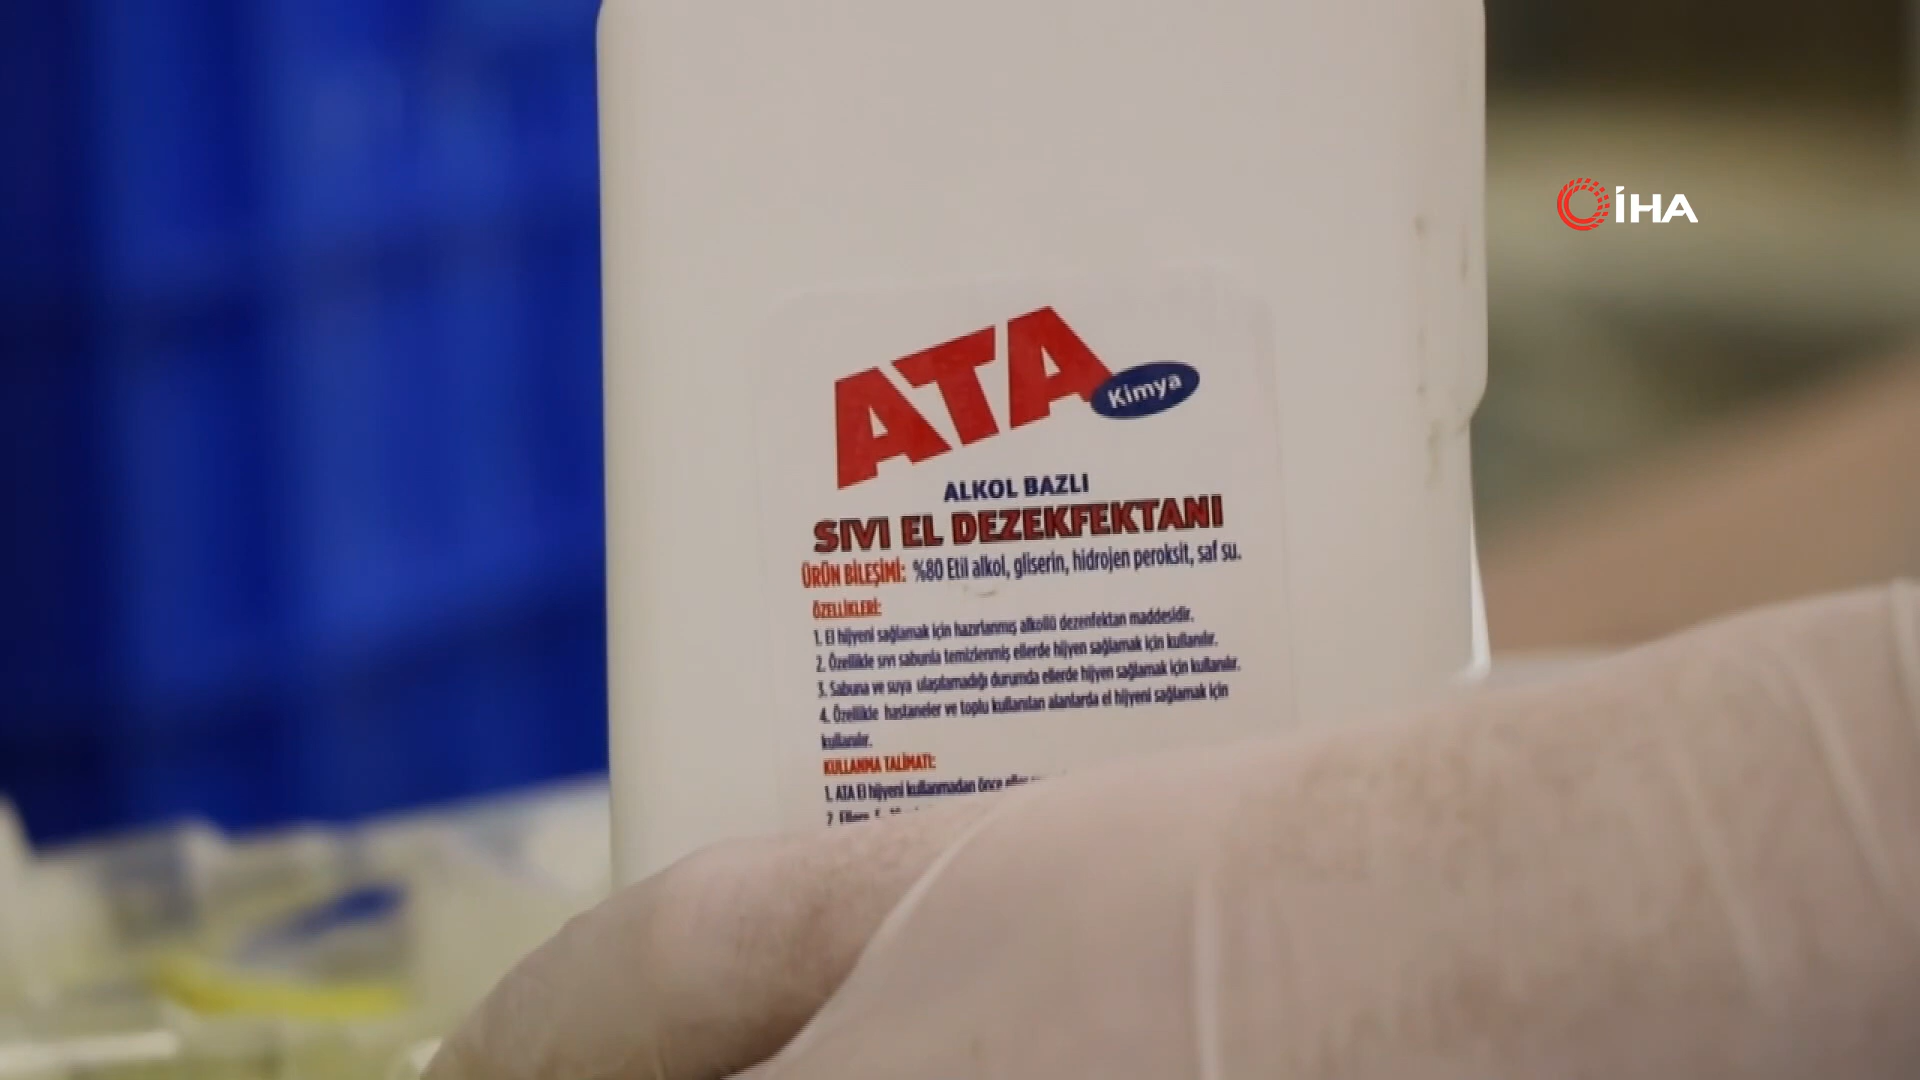 İHA
ATA
Kimya
ALKOL BAZLI
SIVI EL DEZEKFEKTANI
ÜRÜN BİLEŞİMİ: %80 Etil alkol, gliserin, hidrojen peroksit, saf su.
ÖZELLİKLERİ:
1. El hijyeni sağlamak için hazırlanmış alkollü dezenfektan maddesidir.
2. Özellikle sıvı sabunla temizlenmiş ellerde hijyen sağlamak için kullanılır.
3. Sabuna ve suya ulaşılamadığı durumda ellerde hijyen sağlamak için kullanılır.
4. Özellikle hastaneler ve toplu kullanılan alanlarda el hijyeni sağlamak için
kullanılır.
KULLANMA TALİMATI:
1. ATA El hijyeni kullanmadan önce
2.